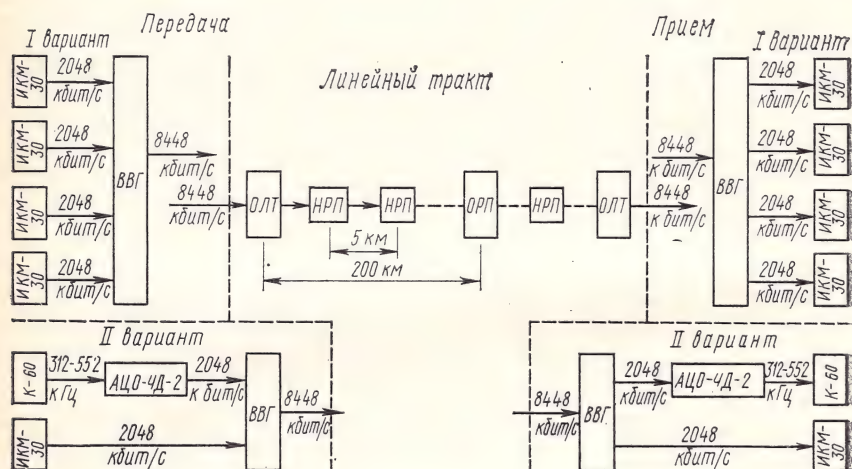 Передача
Прием
I вариант
I вариант
Линейный тракт
ИКМ-30
2048 кбит/с
ИКМ-30
2048 кбит/с
ИКМ-30
2048 кбит/с
ИКМ-30
2048 кбит/с
ВВГ
8448 кбит/с
8448 кбит/с
ОЛТ
НРП
НРП
ОРП
НРП
ОЛТ
5 км
200 км
8448 к бит/с
8448 к бит/с
ВВГ
2048 кбит/с
ИКМ-30
2048 кбит/с
ИКМ-30
2048 кбит/с
ИКМ-30
2048 кбит/с
ИКМ-30
II вариант
К-60
312-552 кГц
АЦО-ЧД-2
2048 к бит/с
ВВГ
8448 кбит/с
ИКМ-30
2048 кбит/с
II вариант
8448 кбит/с
ВВГ
2048 кбит/с
АЦО-ЧД-2
312-552 кГц
К-60
2048 кбит/с
ИКМ-30